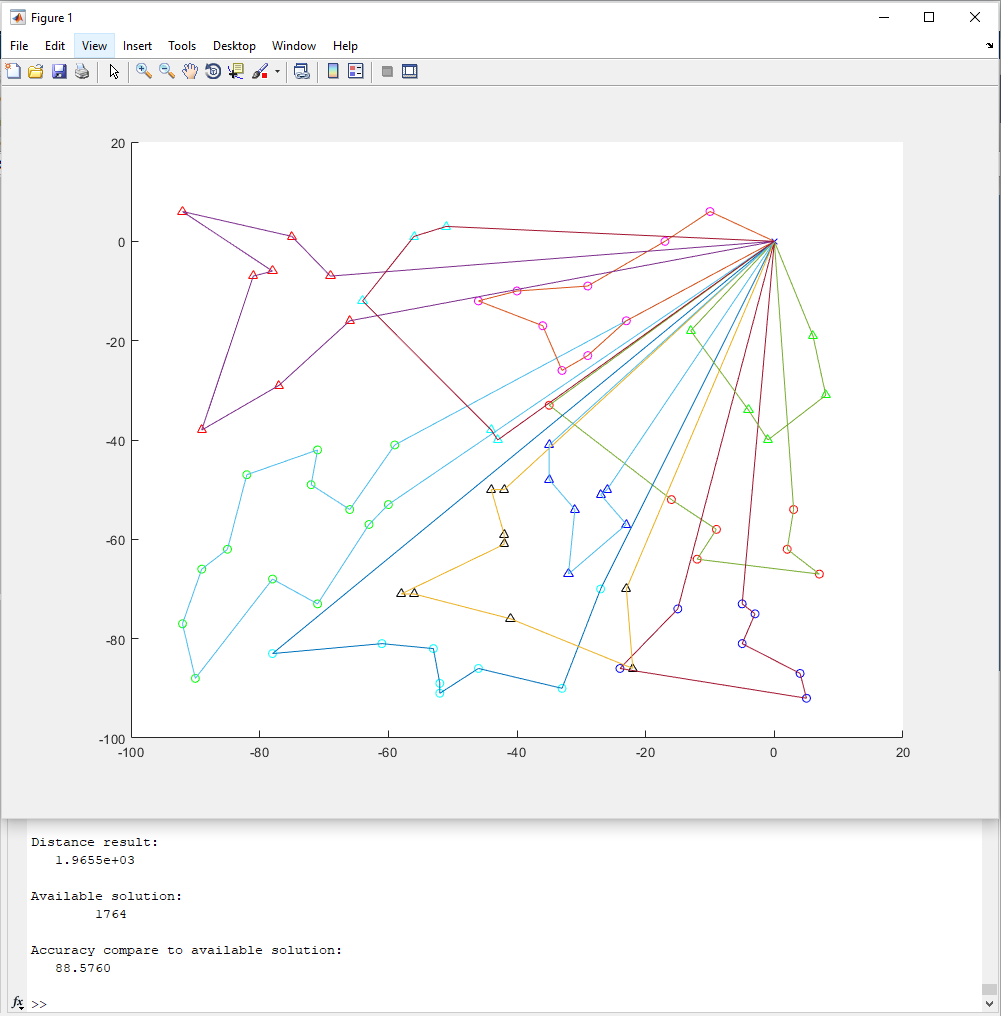 Figure 1
File Edit View Insert Tools Desktop Window Help
20
0
-20
-40
-60
-80
-100
-100 -80 -60 -40 -20 0 20
Distance result:
1.9655e+03
Available solution:
1764
Accuracy compare to available solution:
88.5760
fx >>